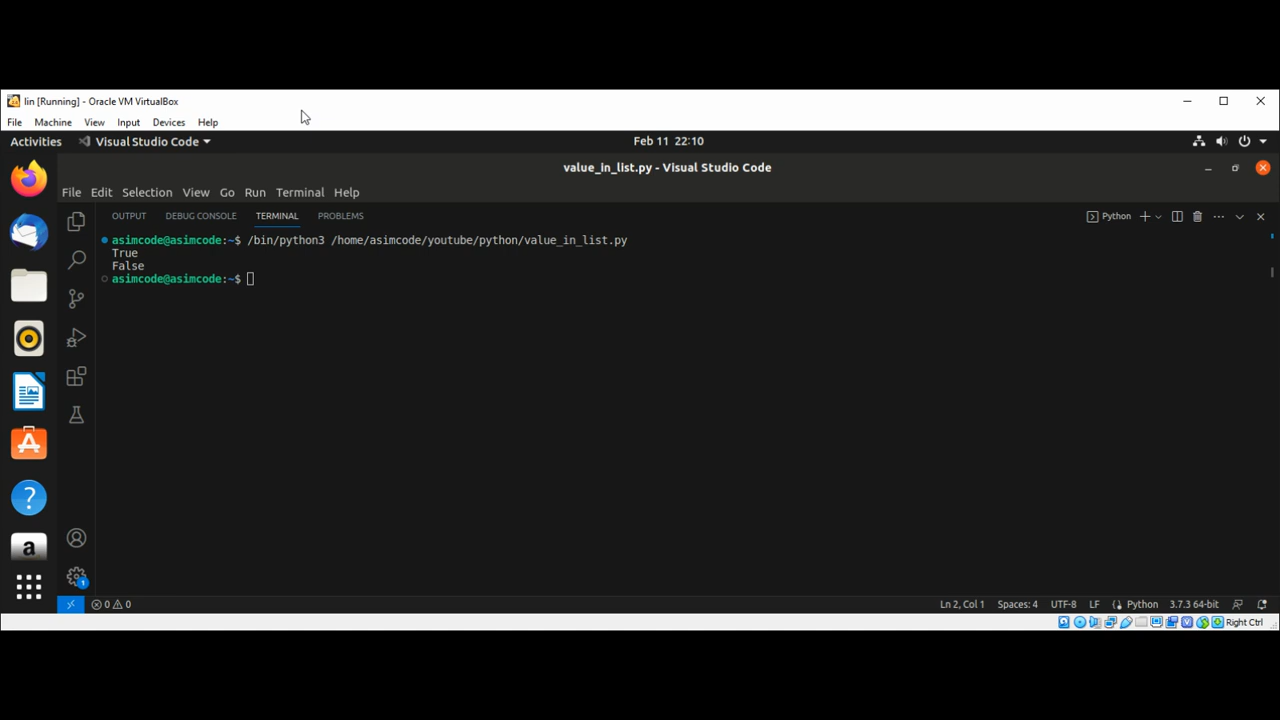 lin [Running] - Oracle VM VirtualBox
File Machine View Input Devices Help
Activities Visual Studio Code Feb 11 22:10
value_in_list.py - Visual Studio Code
File Edit Selection View Go Run Terminal Help
OUTPUT DEBUG CONSOLE TERMINAL PROBLEMS Python
asimcode@asimcode:~$ /bin/python3 /home/asimcode/youtube/python/value_in_list.py
True
False
asimcode@asimcode:~$
a
1
0 0 Ln 2, Col 1 Spaces: 4 UTF-8 LF Python 3.7.3 64-bit
Right Ctrl